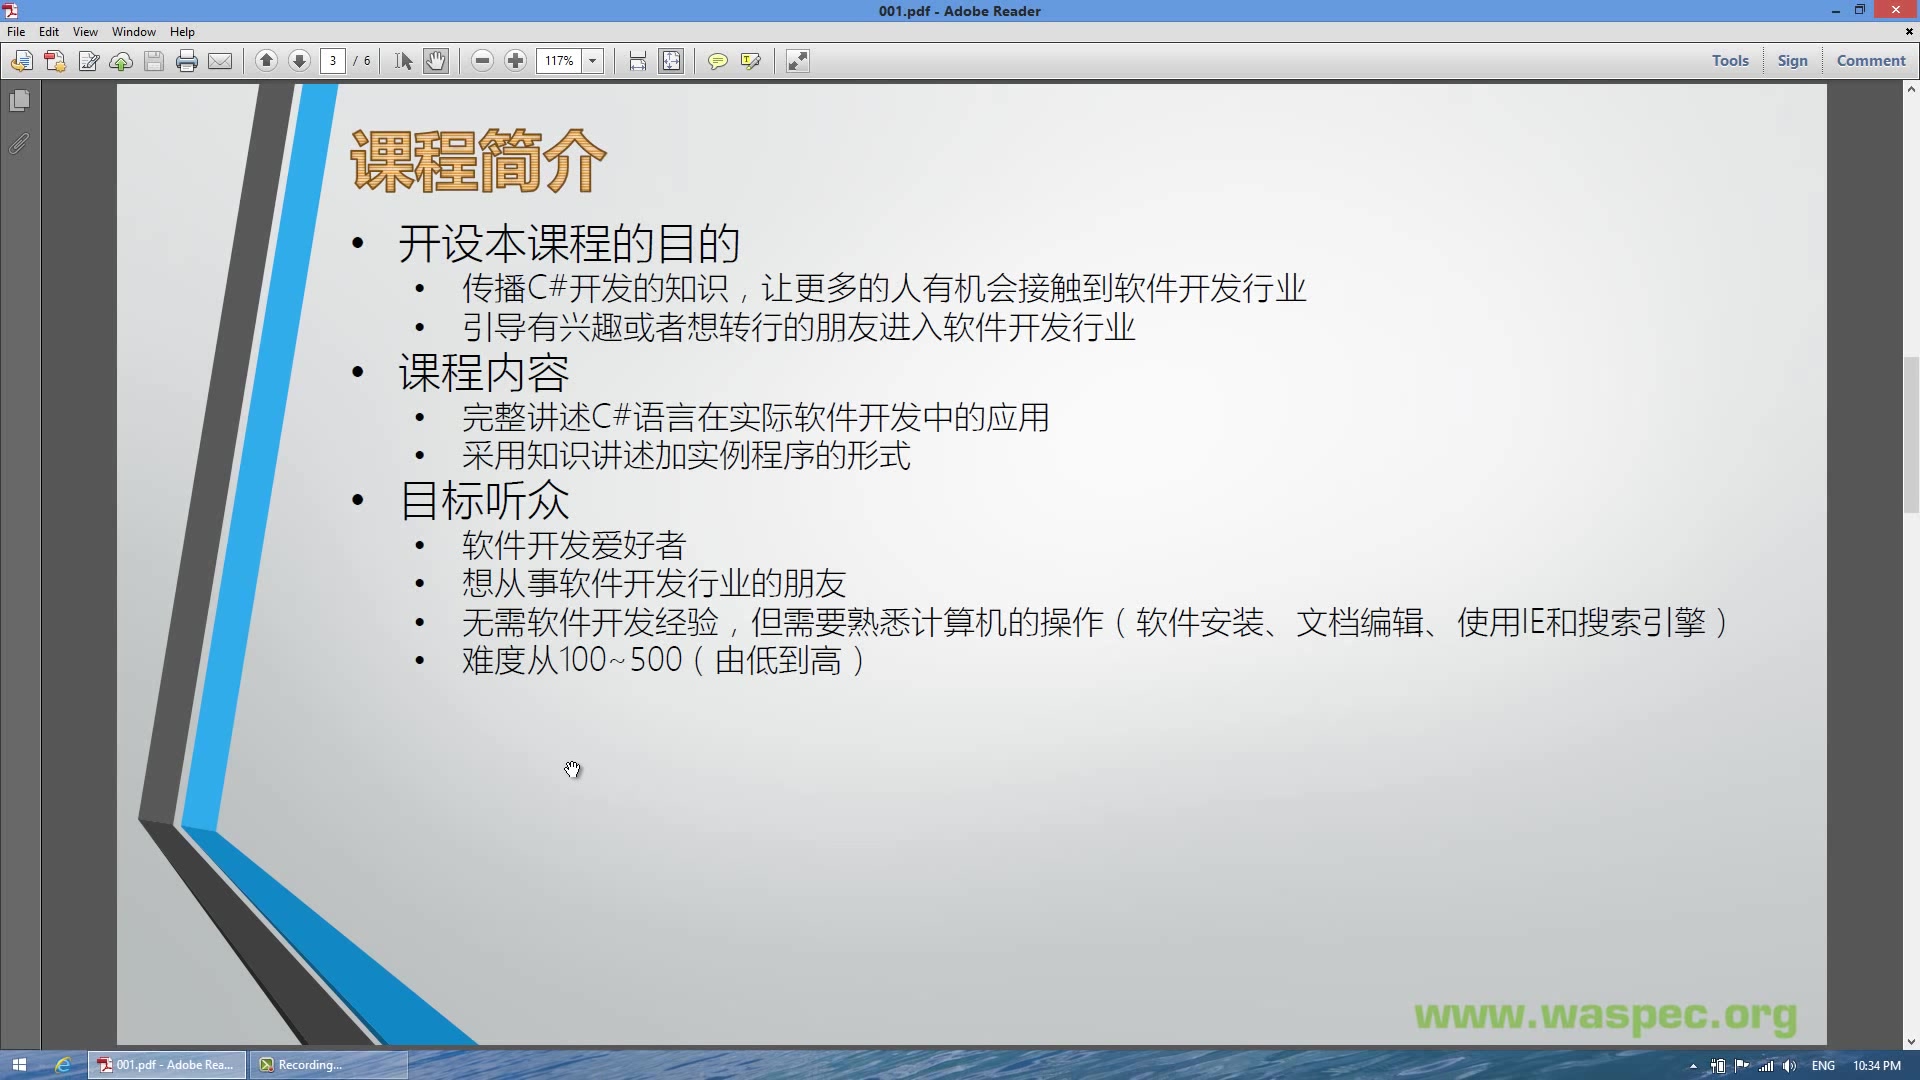 001.pdf - Adobe Reader
File Edit View Window Help
3 / 6 117% Tools Sign Comment
课程简介
• 开设本课程的目的
• 传播C#开发的知识，让更多的人有机会接触到软件开发行业
• 引导有兴趣或者想转行的朋友进入软件开发行业
• 课程内容
• 完整讲述C#语言在实际软件开发中的应用
• 采用知识讲述加实例程序的形式
• 目标听众
• 软件开发爱好者
• 想从事软件开发行业的朋友
• 无需软件开发经验，但需要熟悉计算机的操作（软件安装、文档编辑、使用IE和搜索引擎）
• 难度从100~500（由低到高）
www.waspec.org
001.pdf - Adobe Rea... Recording... ENG 10:34 PM